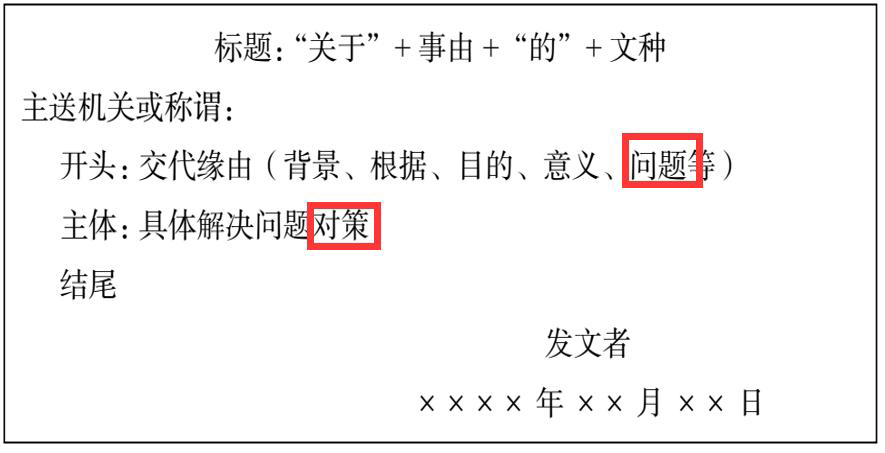 标题：“关于”+事由+“的”+文种
主送机关或称谓：
开头：交代缘由（背景、根据、目的、意义、问题等）
主体：具体解决问题对策
结尾
发文者
××××年××月××日